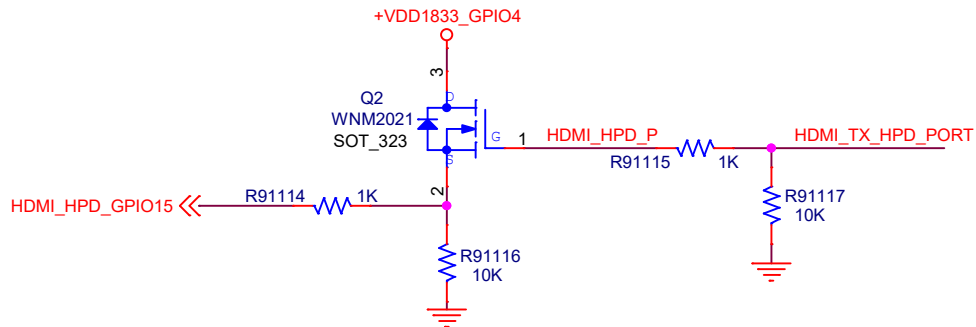 +VDD1833_GPIO4
3
D
Q2
WNM2021
SOT_323
G
1
HDMI_HPD_P
HDMI_TX_HPD_PORT
S
R91115
1K
2
R91114
1K
HDMI_HPD_GPIO15
R91117
10K
R91116
10K